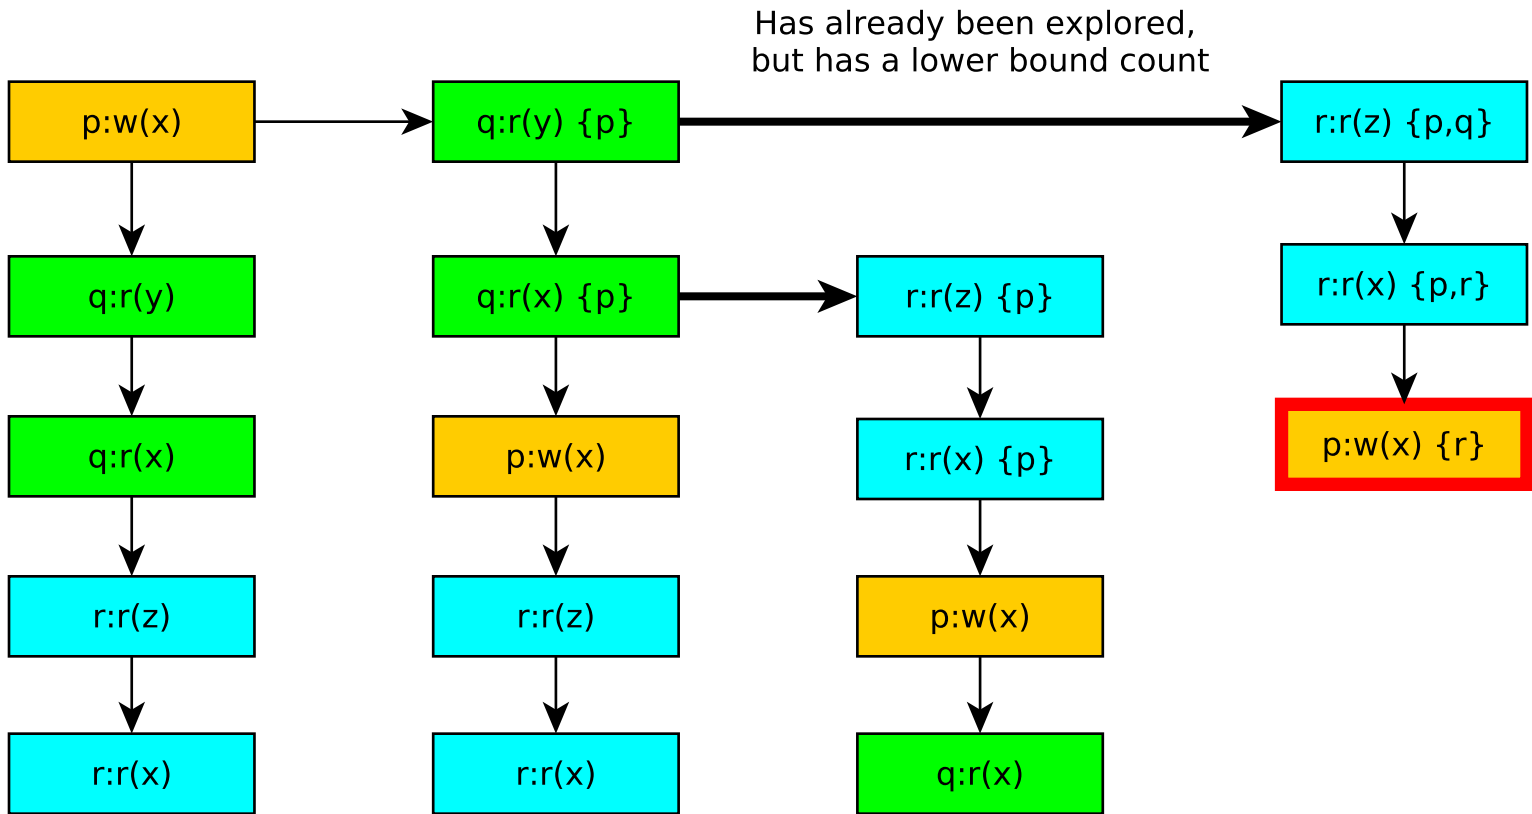 Has already been explored,
but has a lower bound count
p:w(x)
q:r(y) {p}
r:r(z) {p,q}
q:r(y)
q:r(x) {p}
r:r(z) {p}
r:r(x) {p,r}
q:r(x)
p:w(x)
r:r(x) {p}
p:w(x) {r}
r:r(z)
r:r(z)
p:w(x)
r:r(x)
r:r(x)
q:r(x)